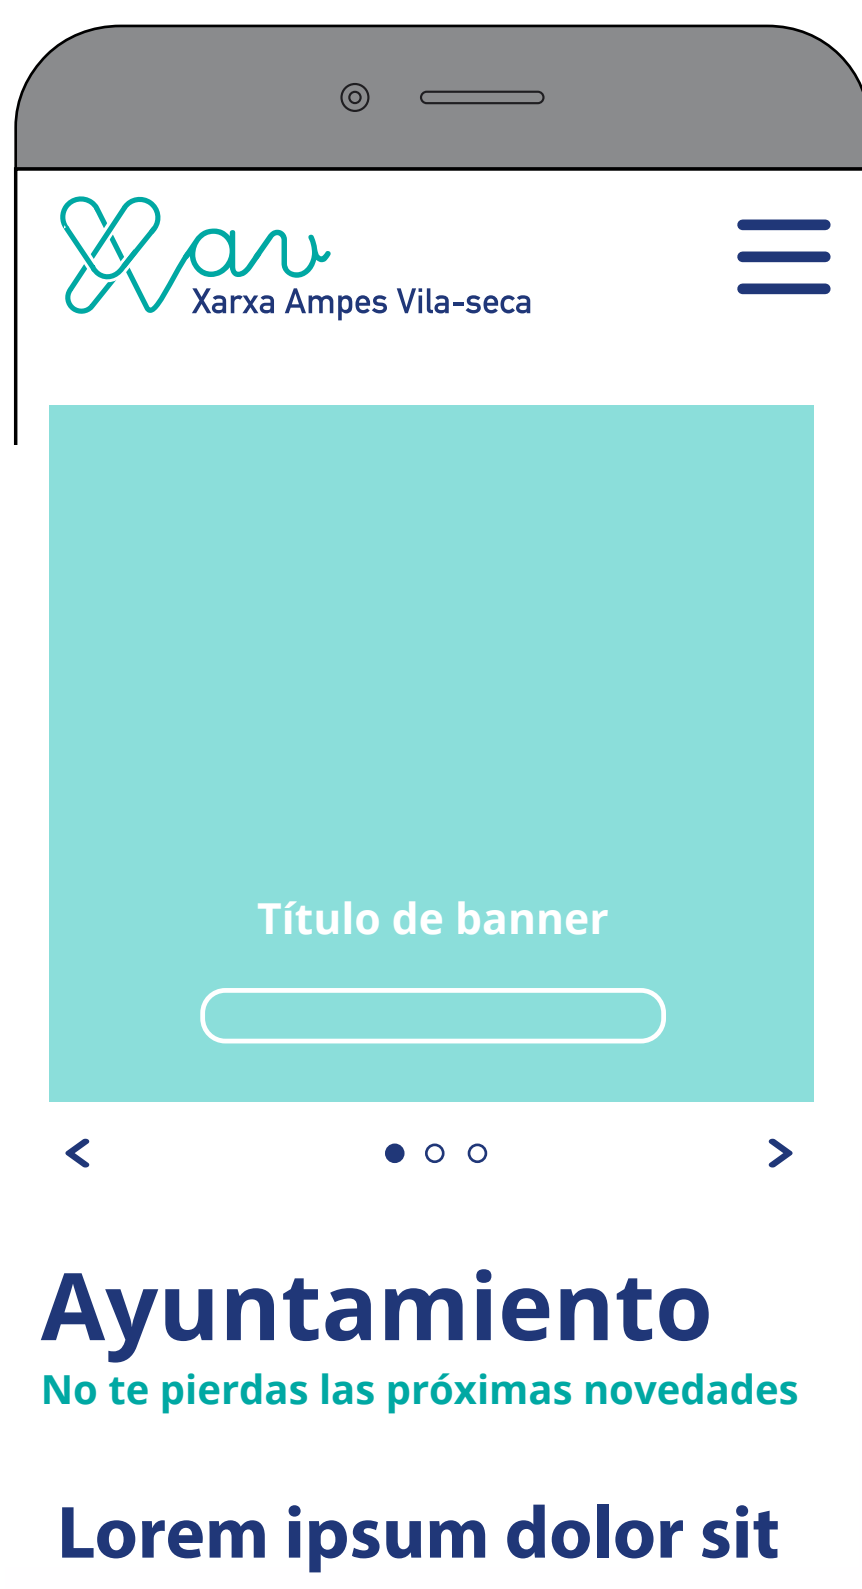 Xav
Xarxa Ampes Vila-seca
Título de banner
Ayuntamiento
No te pierdas las próximas novedades
Lorem ipsum dolor sit